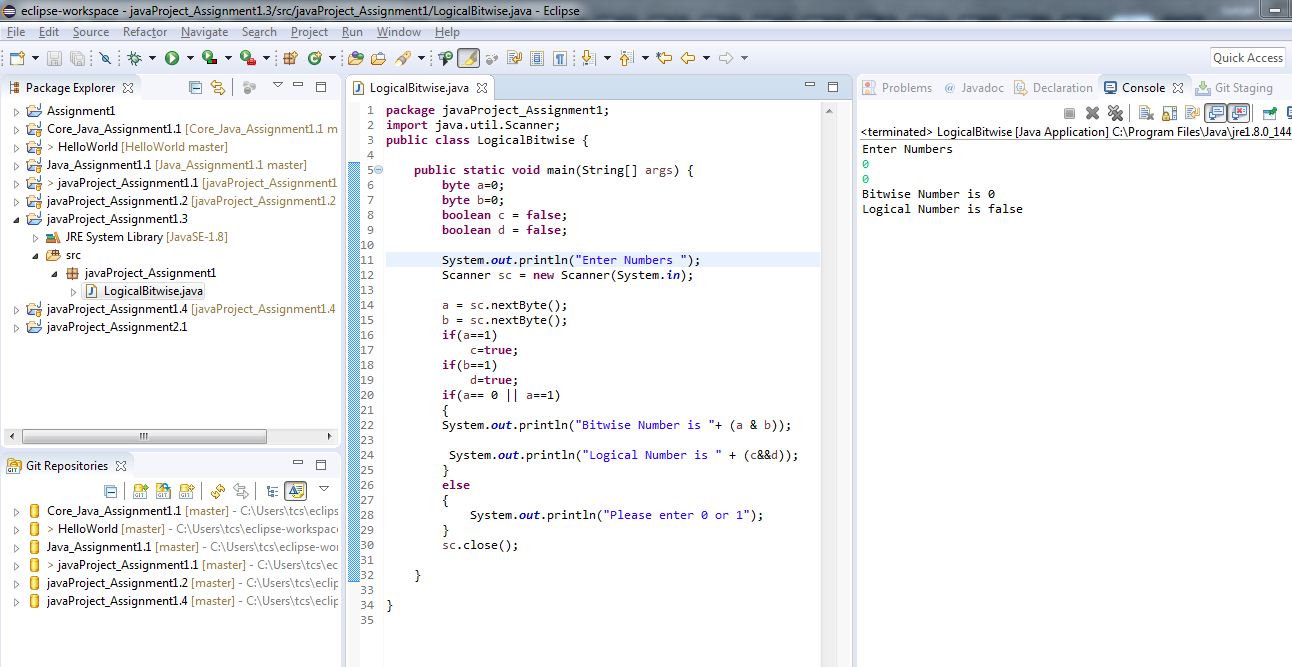 eclipse-workspace - javaProject_Assignment1.3/src/javaProject_Assignment1/LogicalBitwise.java - Eclipse
File Edit Source Refactor Navigate Search Project Run Window Help
Quick Access
Package Explorer
Assignment1
Core_Java_Assignment1.1 [Core_Java_Assignment1.1 m
> HelloWorld [HelloWorld master]
Java_Assignment1.1 [Java_Assignment1.1 master]
> javaProject_Assignment1.1 [javaProject_Assignment1
javaProject_Assignment1.2 [javaProject_Assignment1.2
javaProject_Assignment1.3
JRE System Library [JavaSE-1.8]
src
javaProject_Assignment1
LogicalBitwise.java
javaProject_Assignment1.4 [javaProject_Assignment1.4
javaProject_Assignment2.1
Git Repositories
Core_Java_Assignment1.1 [master] - C:\Users\tcs\eclips
> HelloWorld [master] - C:\Users\tcs\eclipse-workspace
Java_Assignment1.1 [master] - C:\Users\tcs\eclipse-wo
> javaProject_Assignment1.1 [master] - C:\Users\tcs\ec
javaProject_Assignment1.2 [master] - C:\Users\tcs\eclip
javaProject_Assignment1.4 [master] - C:\Users\tcs\eclip
LogicalBitwise.java
1 package javaProject_Assignment1;
2 import java.util.Scanner;
3 public class LogicalBitwise {
4
5 public static void main(String[] args) {
6 byte a=0;
7 byte b=0;
8 boolean c = false;
9 boolean d = false;
10
11 System.out.println("Enter Numbers ");
12 Scanner sc = new Scanner(System.in);
13
14 a = sc.nextByte();
15 b = sc.nextByte();
16 if(a==1)
17 c=true;
18 if(b==1)
19 d=true;
20 if(a== 0 || a==1)
21 {
22 System.out.println("Bitwise Number is "+ (a & b));
23
24 System.out.println("Logical Number is " + (c&&d));
25 }
26 else
27 {
28 System.out.println("Please enter 0 or 1");
29 }
30 sc.close();
31
32 }
33
34 }
35
Problems @ Javadoc Declaration Console Git Staging
<terminated> LogicalBitwise [Java Application] C:\Program Files\Java\jre1.8.0_144
Enter Numbers
0
0
Bitwise Number is 0
Logical Number is false